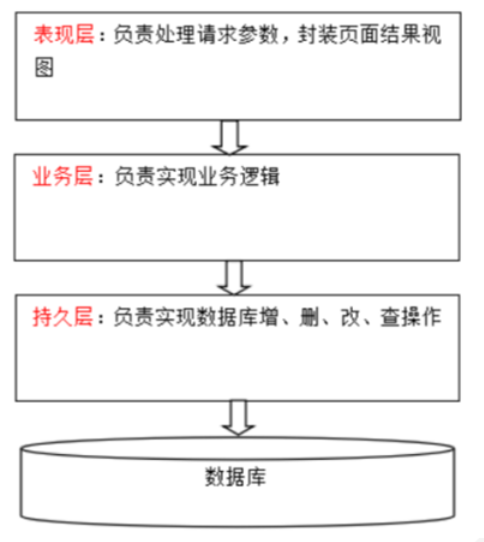 表现层：负责处理请求参数，封装页面结果视
图
业务层：负责实现业务逻辑
持久层：负责实现数据库增、删、改、查操作
数据库